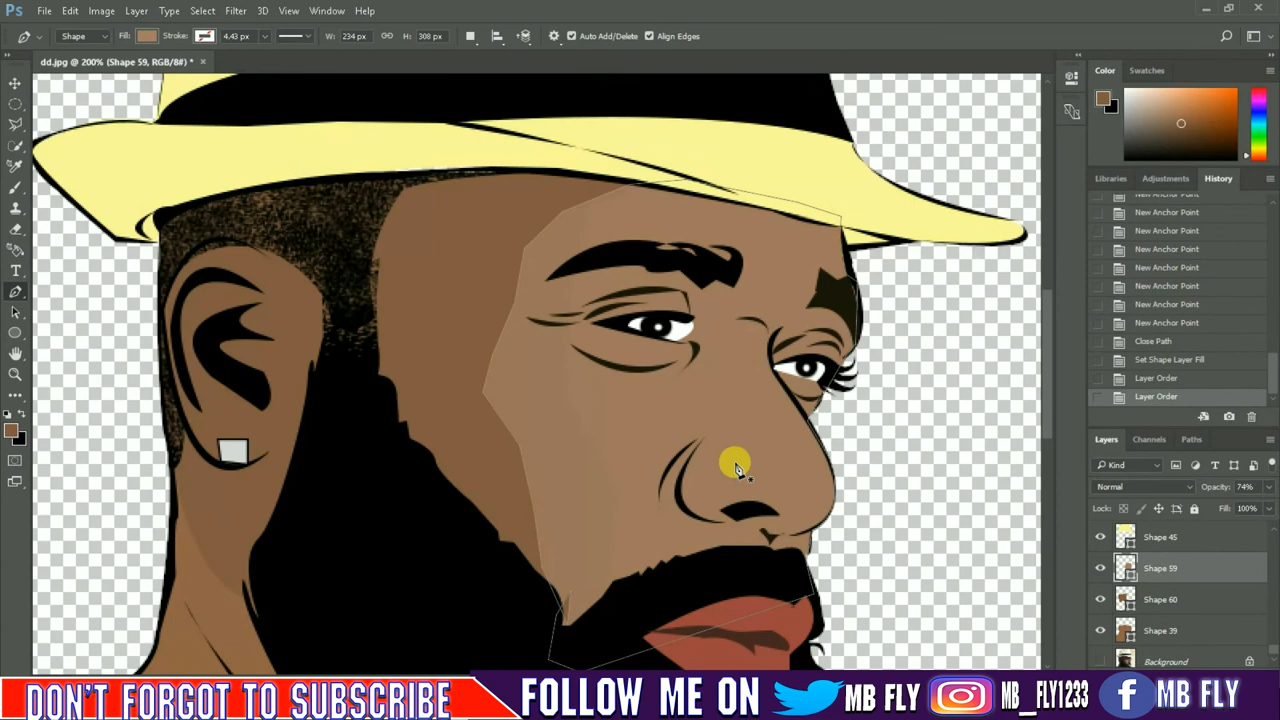 Ps File Edit Image Layer Type Select Filter 3D View Window Help
Shape Fill: Stroke: 4.43 px W: 234 px H: 308 px Auto Add/Delete Align Edges
dd.jpg @ 200% (Shape 59, RGB/8#) * ×
Color Swatches
Libraries Adjustments History
New Anchor Point
New Anchor Point
New Anchor Point
New Anchor Point
New Anchor Point
New Anchor Point
New Anchor Point
Close Path
Set Shape Layer Fill
Layer Order
Layer Order
Layers Channels Paths
Kind
Normal Opacity: 74%
Lock: Fill: 100%
Shape 45
Shape 59
Shape 60
Shape 39
Background
DON'T FORGOT TO SUBSCRIBE FOLLOW ME ON MB FLY MB__FLY1233 MB FLY